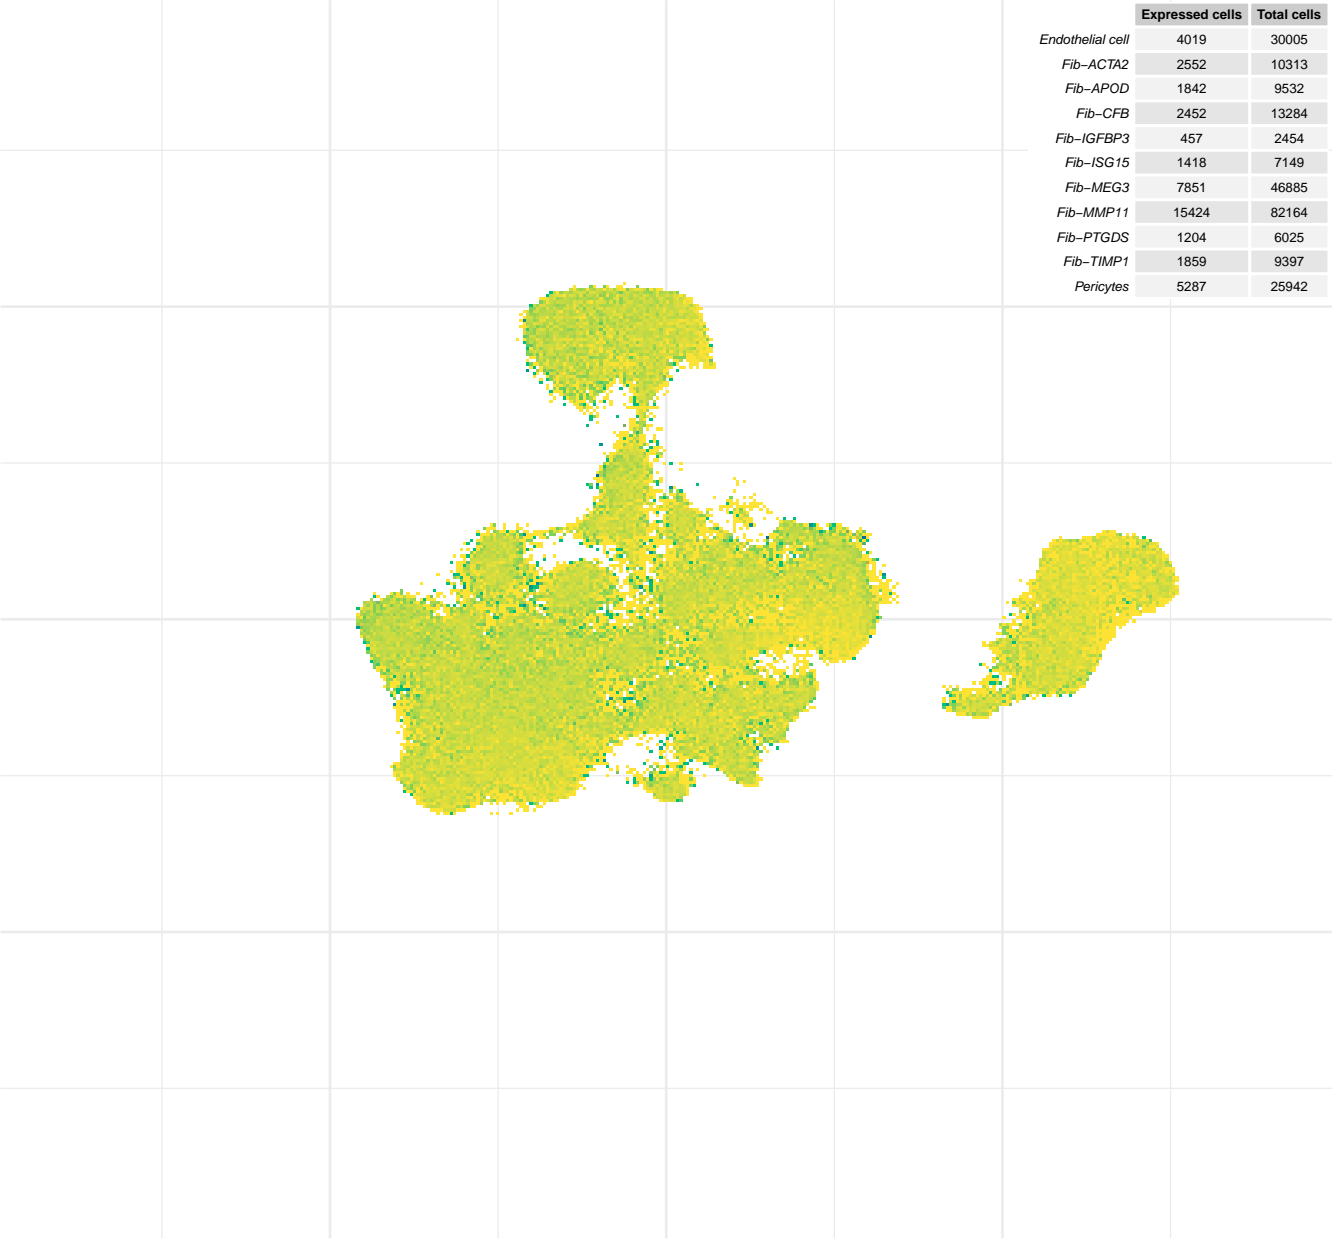 Expressed cells Total cells
Endothelial cell 4019 30005
Fib−ACTA2 2552 10313
Fib−APOD 1842 9532
Fib−CFB 2452 13284
Fib−IGFBP3 457 2454
Fib−ISG15 1418 7149
Fib−MEG3 7851 46885
Fib−MMP11 15424 82164
Fib−PTGDS 1204 6025
Fib−TIMP1 1859 9397
Pericytes 5287 25942